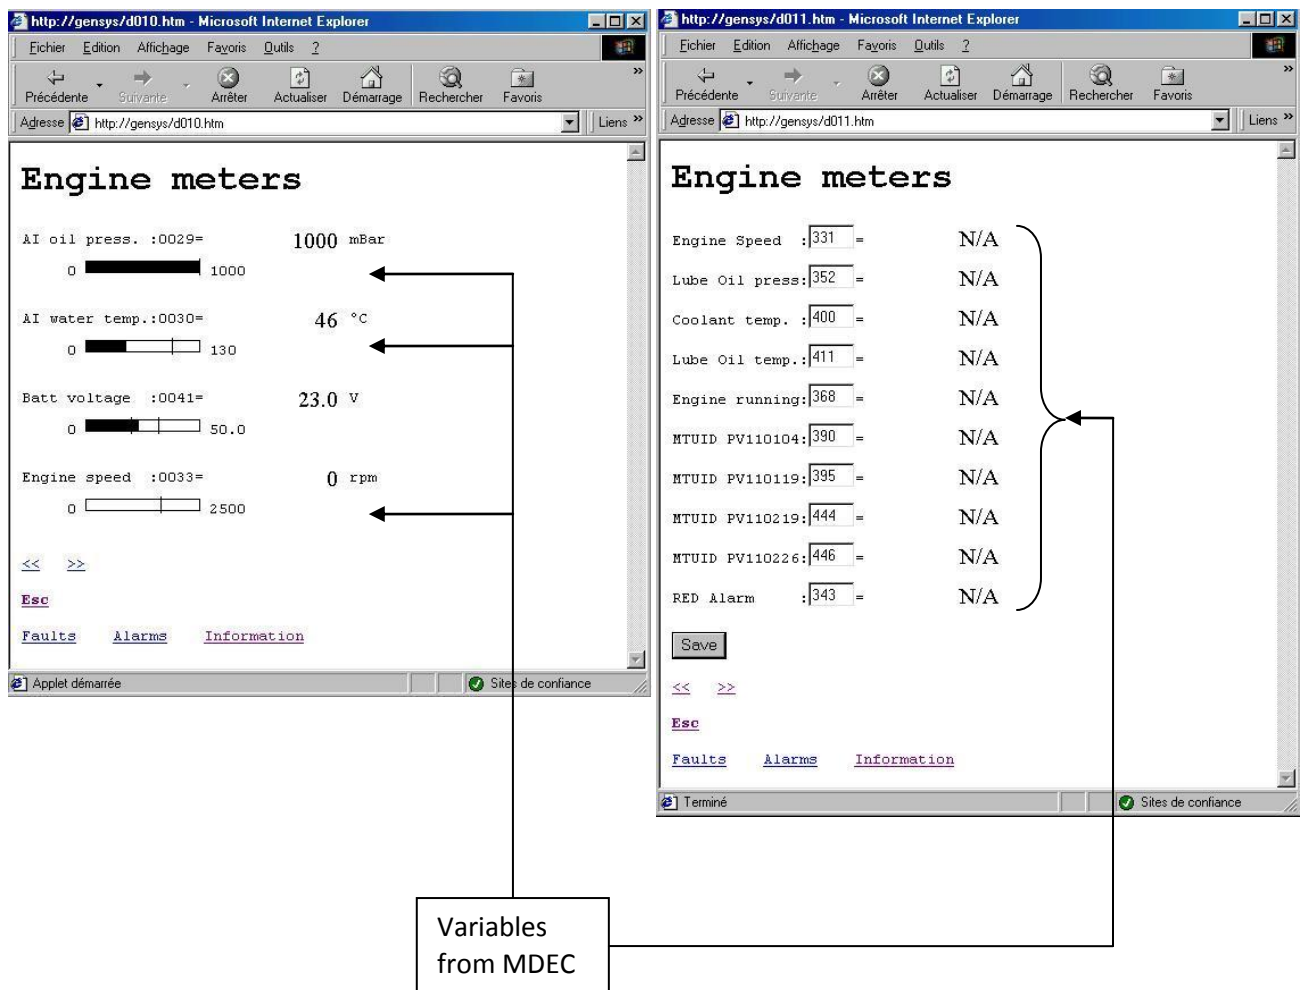 http://gensys/d010.htm - Microsoft Internet Explorer
Fichier Edition Affichage Favoris Outils ?
Précédente Suivante Arrêter Actualiser Démarrage Rechercher Favoris »
Adresse http://gensys/d010.htm Liens »
Engine meters
AI oil press. :0029= 1000 mBar
0 1000
AI water temp.:0030= 46 °C
0 130
Batt voltage :0041= 23.0 V
0 50.0
Engine speed :0033= 0 rpm
0 2500
<< >>
Esc
Faults Alarms Information
Applet démarrée Sites de confiance
http://gensys/d011.htm - Microsoft Internet Explorer
Fichier Edition Affichage Favoris Outils ?
Précédente Suivante Arrêter Actualiser Démarrage Rechercher Favoris »
Adresse http://gensys/d011.htm Liens »
Engine meters
Engine Speed :331 = N/A
Lube Oil press:352 = N/A
Coolant temp. :400 = N/A
Lube Oil temp.:411 = N/A
Engine running:368 = N/A
MTUID PV110104:390 = N/A
MTUID PV110119:395 = N/A
MTUID PV110219:444 = N/A
MTUID PV110226:446 = N/A
RED Alarm :343 = N/A
Save
<< >>
Esc
Faults Alarms Information
Terminé Sites de confiance
Variables
from MDEC